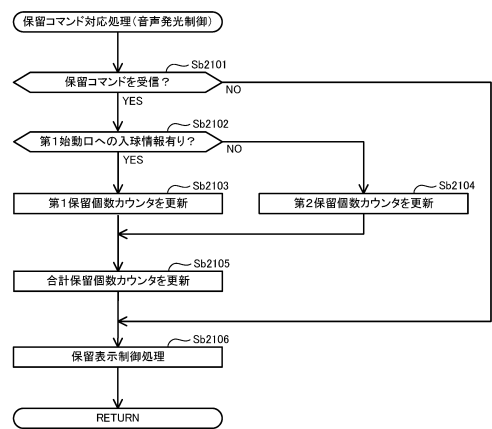 保留コマンド対応処理(音声発光制御)
Sb2101
保留コマンドを受信?
NO
YES
Sb2102
第1始動口への入球情報有り?
NO
YES
Sb2103
第1保留個数カウンタを更新
Sb2104
第2保留個数カウンタを更新
Sb2105
合計保留個数カウンタを更新
Sb2106
保留表示制御処理
RETURN